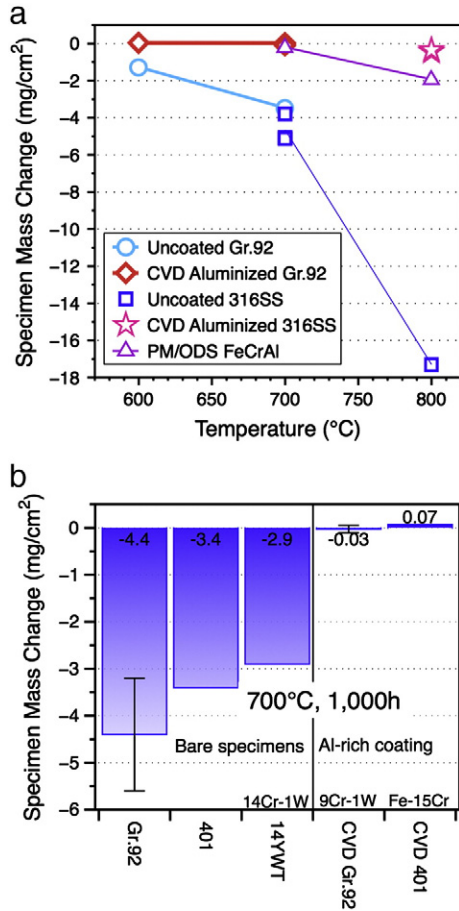 a
Specimen Mass Change (mg/cm²)
0
−2
−4
−6
−8
−10
−12
−14
−16
−18
Uncoated Gr.92
CVD Aluminized Gr.92
Uncoated 316SS
CVD Aluminized 316SS
PM/ODS FeCrAl
600 700 800
Temperature (°C)
b
Specimen Mass Change (mg/cm²)
0
−1
−2
−3
−4
−5
−6
-4.4 -3.4 -2.9 -0.03 0.07
700°C, 1,000h
Bare specimens Al-rich coating
14Cr-1W 9Cr-1W Fe-15Cr
Gr.92
401
14YWT
CVD Gr.92
CVD 401